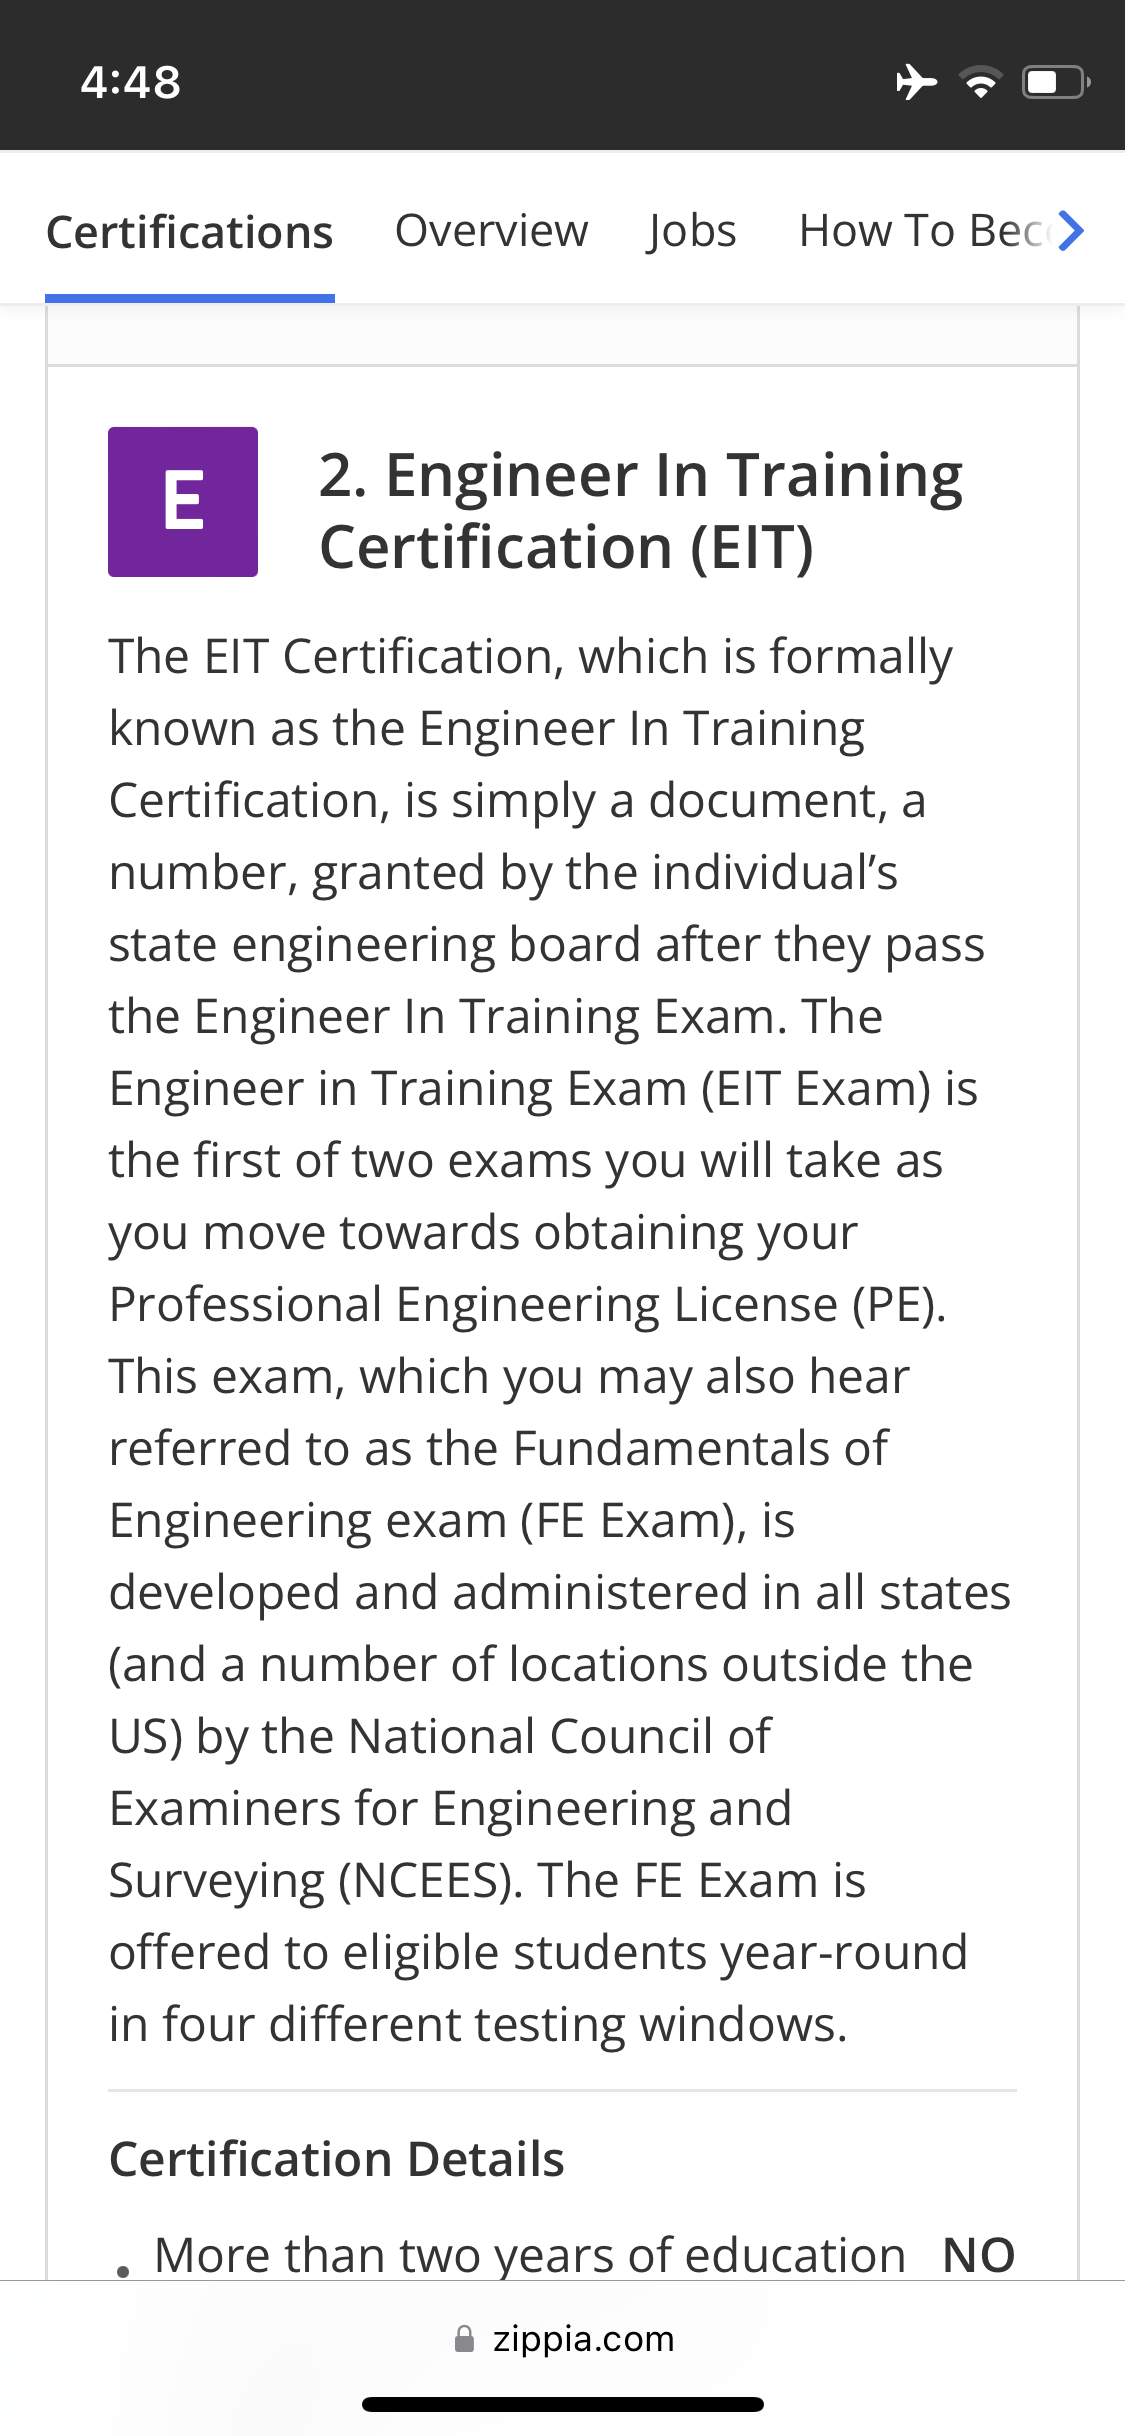 4:48
Certifications Overview Jobs How To Bec
E
2. Engineer In Training
Certification (EIT)
The EIT Certification, which is formally
known as the Engineer In Training
Certification, is simply a document, a
number, granted by the individual’s
state engineering board after they pass
the Engineer In Training Exam. The
Engineer in Training Exam (EIT Exam) is
the first of two exams you will take as
you move towards obtaining your
Professional Engineering License (PE).
This exam, which you may also hear
referred to as the Fundamentals of
Engineering exam (FE Exam), is
developed and administered in all states
(and a number of locations outside the
US) by the National Council of
Examiners for Engineering and
Surveying (NCEES). The FE Exam is
offered to eligible students year-round
in four different testing windows.
Certification Details
• More than two years of education NO
zippia.com